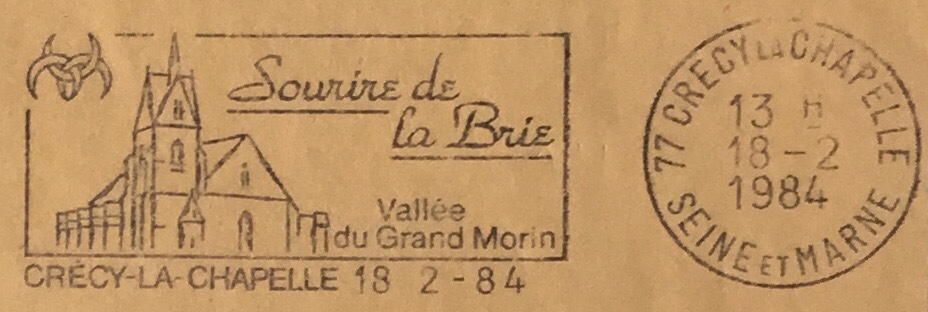 Sourire de
la Brie
Vallée
du Grand Morin
CRÉCY-LA-CHAPELLE 18 2 - 84
77 CRECY LA CHAPELLE
13 H
18 - 2
1984
SEINE ET MARNE